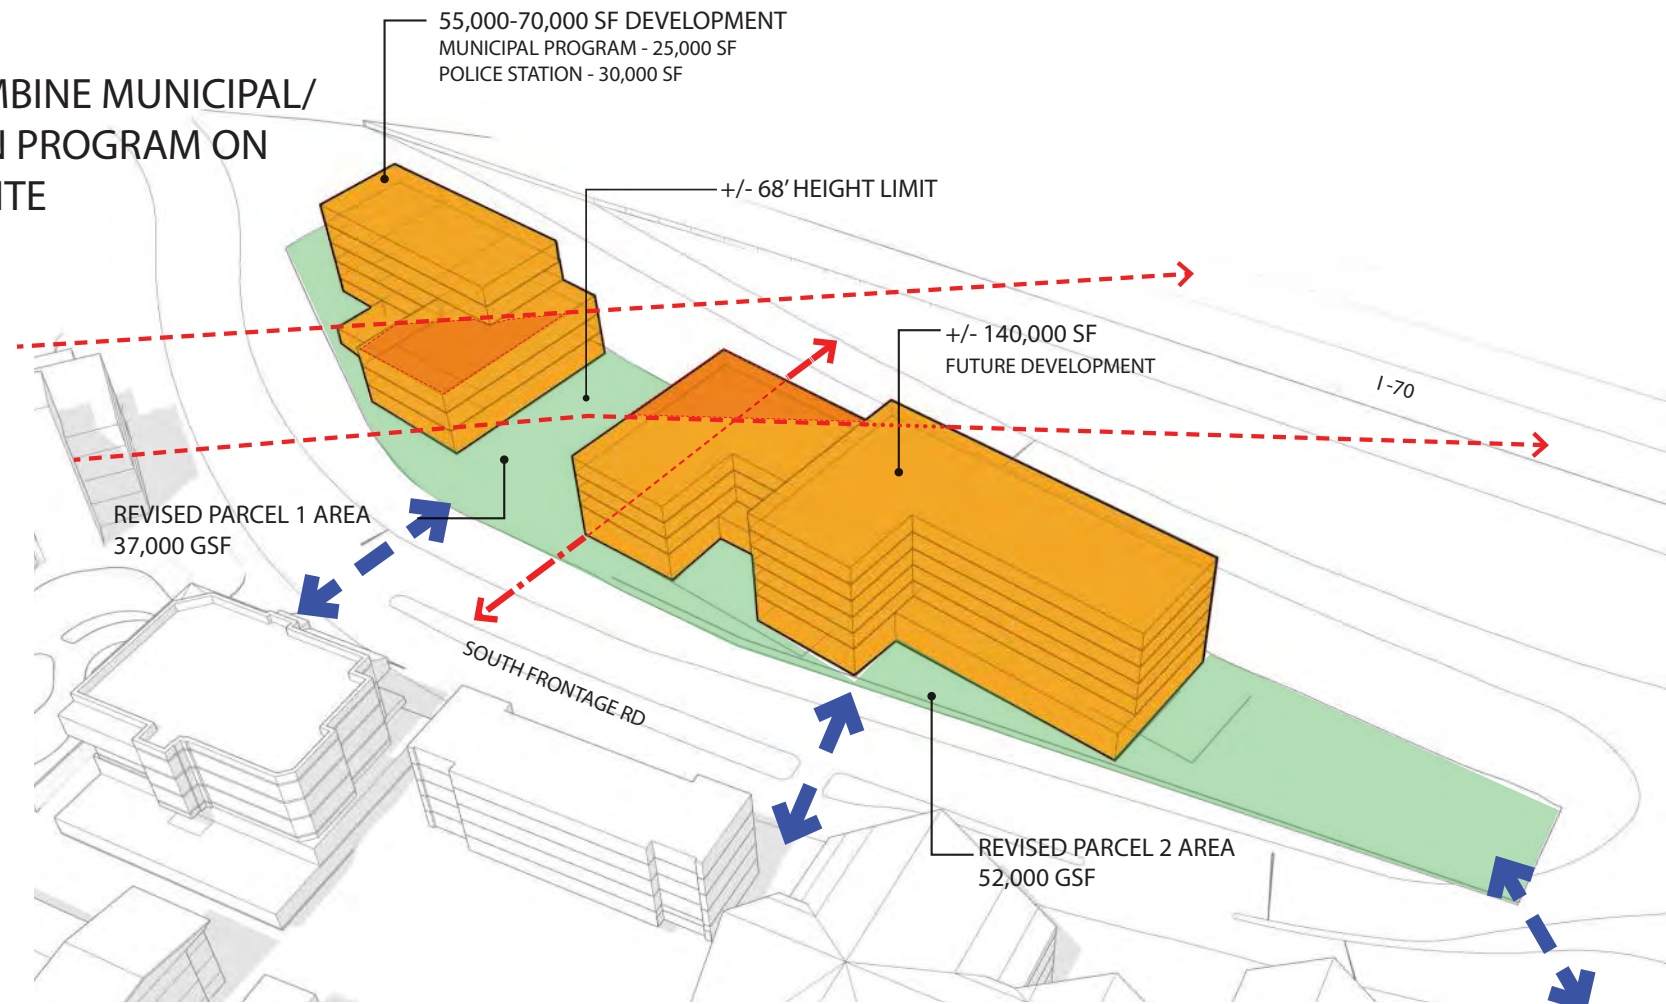 55,000-70,000 SF DEVELOPMENT
MUNICIPAL PROGRAM - 25,000 SF
POLICE STATION - 30,000 SF
MBINE MUNICIPAL/
N PROGRAM ON
ITE
+/- 68' HEIGHT LIMIT
+/- 140,000 SF
FUTURE DEVELOPMENT
I-70
REVISED PARCEL 1 AREA
37,000 GSF
SOUTH FRONTAGE RD
REVISED PARCEL 2 AREA
52,000 GSF